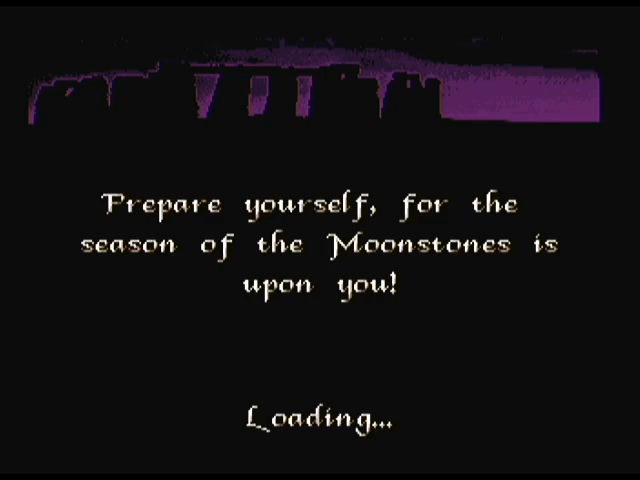 Prepare yourself, for the
season of the Moonstones is
upon you!
Loading...